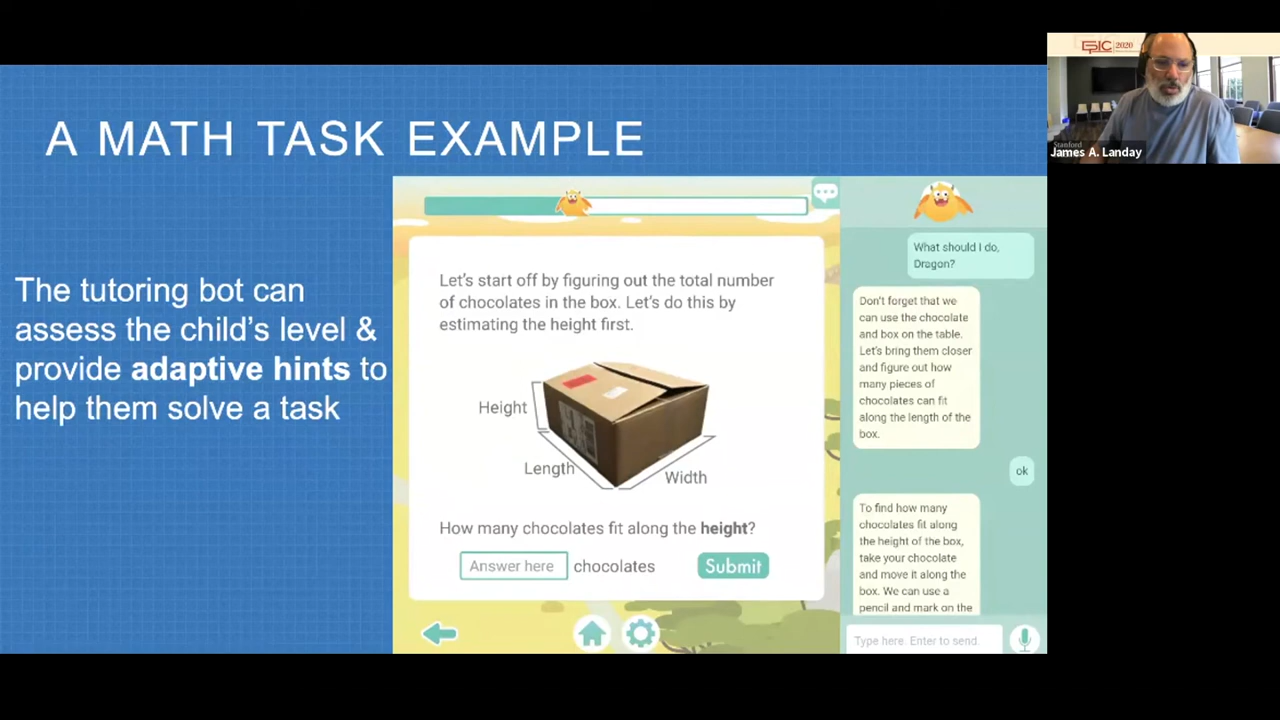 A MATH TASK EXAMPLE
The tutoring bot can
assess the child's level &
provide adaptive hints to
help them solve a task
Let's start off by figuring out the total number
of chocolates in the box. Let's do this by
estimating the height first.
Height
Length
Width
How many chocolates fit along the height?
Answer here chocolates Submit
What should I do,
Dragon?
Don't forget that we
can use the chocolate
and box on the table.
Let's bring them closer
and figure out how
many pieces of
chocolates can fit
along the length of the
box.
ok
To find how many
chocolates fit along
the height of the box,
take your chocolate
and move it along the
box. We can use a
pencil and mark on the
Type here. Enter to send.
EPIC 2020
Stanford
James A. Landay